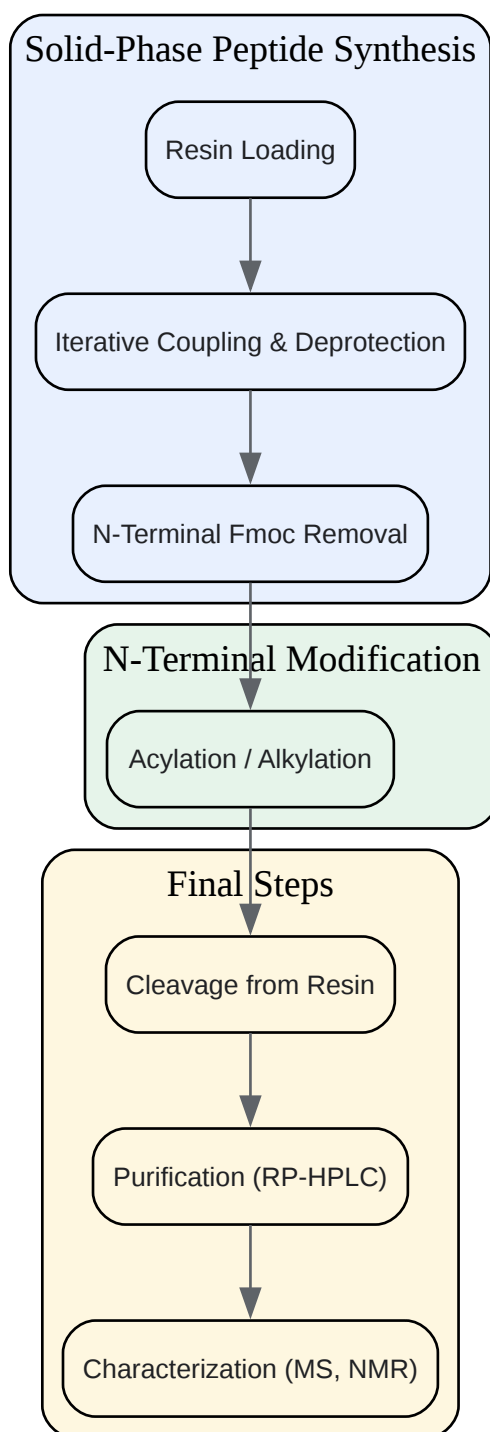 Solid-Phase Peptide Synthesis
Resin Loading
Iterative Coupling & Deprotection
N-Terminal Fmoc Removal
N-Terminal Modification
Acylation / Alkylation
Final Steps
Cleavage from Resin
Purification (RP-HPLC)
Characterization (MS, NMR)